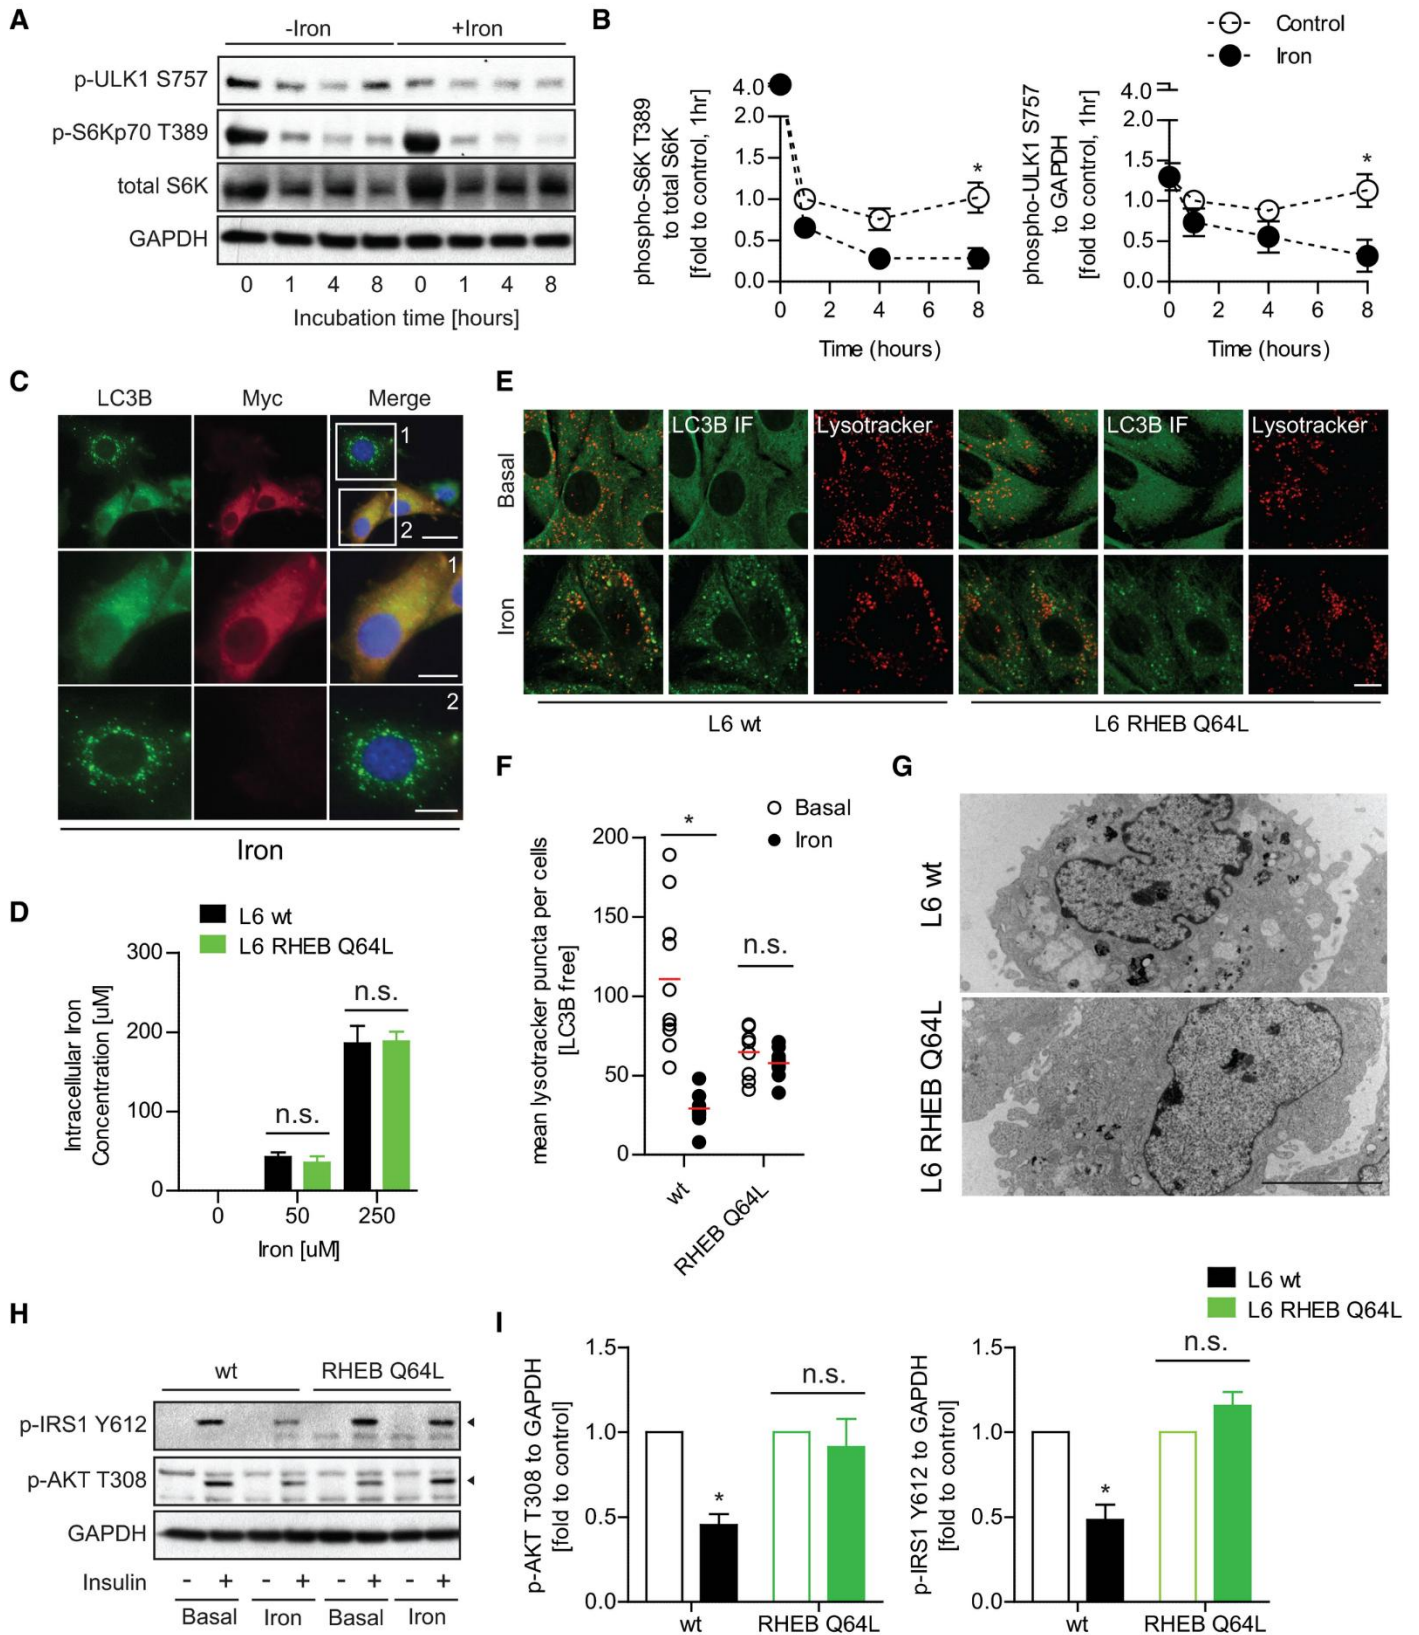 A
-Iron +Iron
p-ULK1 S757
p-S6Kp70 T389
total S6K
GAPDH
0 1 4 8 0 1 4 8
Incubation time [hours]
B
Control
Iron
phospho-S6K T389
to total S6K
[fold to control, 1hr]
4.0
2.0
1.5
1.0
0.5
0.0
*
0 2 4 6 8
Time (hours)
phospho-ULK1 S757
to GAPDH
[fold to control, 1hr]
4.0
2.0
1.5
1.0
0.5
0.0
*
0 2 4 6 8
Time (hours)
C
LC3B Myc Merge
1
2
1
2
Iron
D
L6 wt
L6 RHEB Q64L
Intracellular Iron
Concentration [uM]
300
200
100
0
n.s.
n.s.
0 50 250
Iron [uM]
E
LC3B IF Lysotracker LC3B IF Lysotracker
Basal
Iron
L6 wt L6 RHEB Q64L
F
Basal
Iron
mean lysotracker puncta per cells
[LC3B free]
200
150
100
50
0
*
n.s.
wt
RHEB Q64L
G
L6 wt
L6 RHEB Q64L
H
wt RHEB Q64L
p-IRS1 Y612
p-AKT T308
GAPDH
Insulin - + - + - + - +
Basal Iron Basal Iron
I
L6 wt
L6 RHEB Q64L
p-AKT T308 to GAPDH
[fold to control]
1.5
1.0
0.5
0.0
*
n.s.
wt RHEB Q64L
p-IRS1 Y612 to GAPDH
[fold to control]
1.5
1.0
0.5
0.0
*
n.s.
wt RHEB Q64L